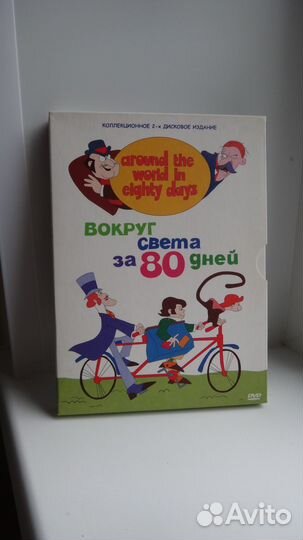 КОЛЛЕКЦИОННОЕ 2-х ДИСКОВОЕ ИЗДАНИЕ
around the
world in
eighty days
ВОКРУГ
СВЕТА
ЗА 80 ДНЕЙ
DVD
Avito